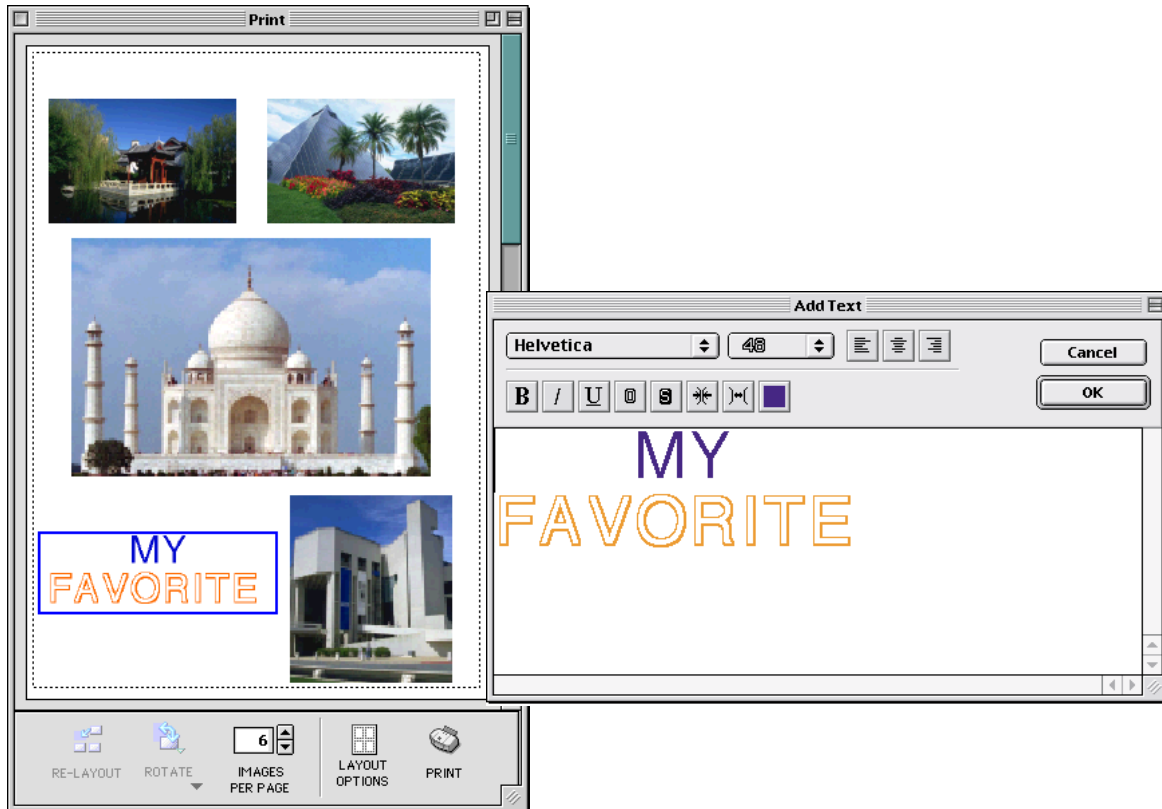 Print
MY
FAVORITE
RE-LAYOUT
ROTATE
6
IMAGES
PER PAGE
LAYOUT
OPTIONS
PRINT
Add Text
Helvetica
48
Cancel
B I U O S
OK
MY
FAVORITE